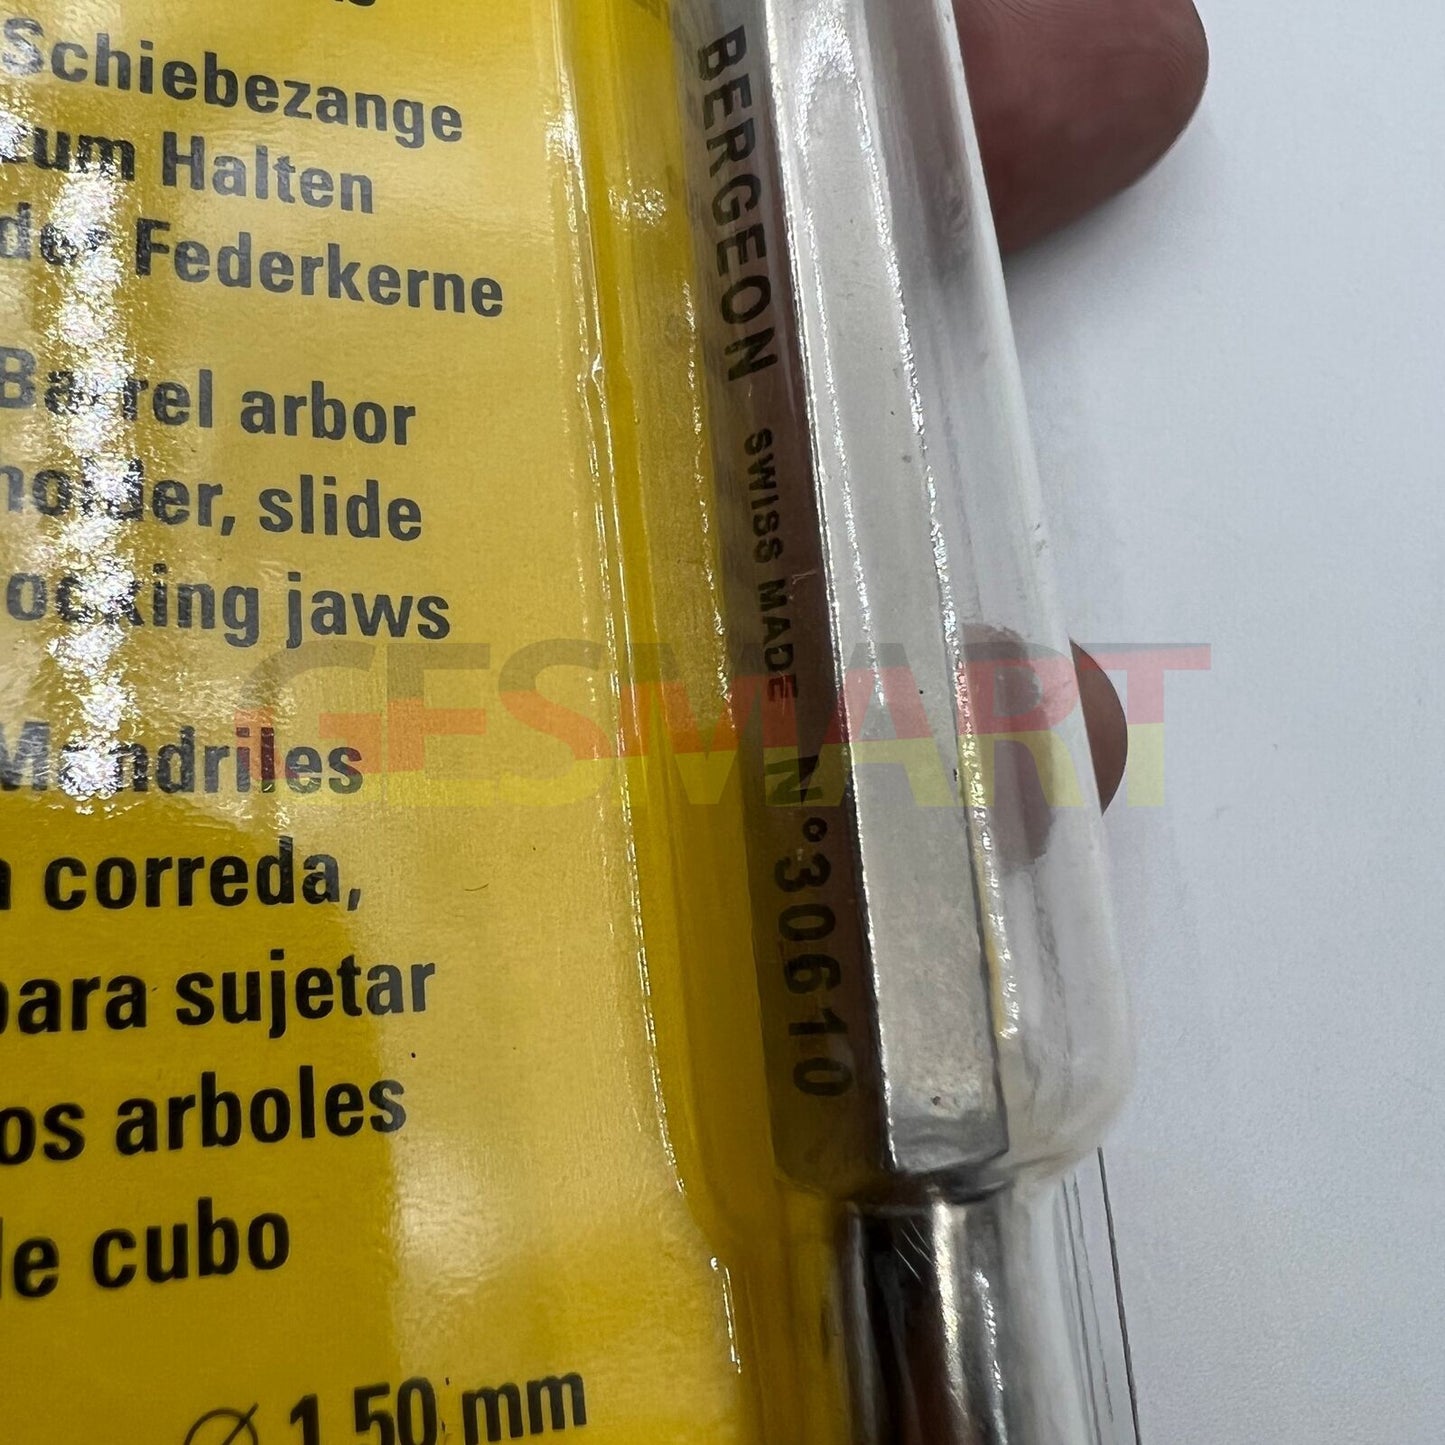 Schiebezange
zum Halten
der Federkerne
Barrel arbor
holder, slide
locking jaws
Mandriles
a correda,
para sujetar
los arboles
de cubo
⌀ 1,50 mm
BERGEON SWISS MADE N° 30610
GESMART